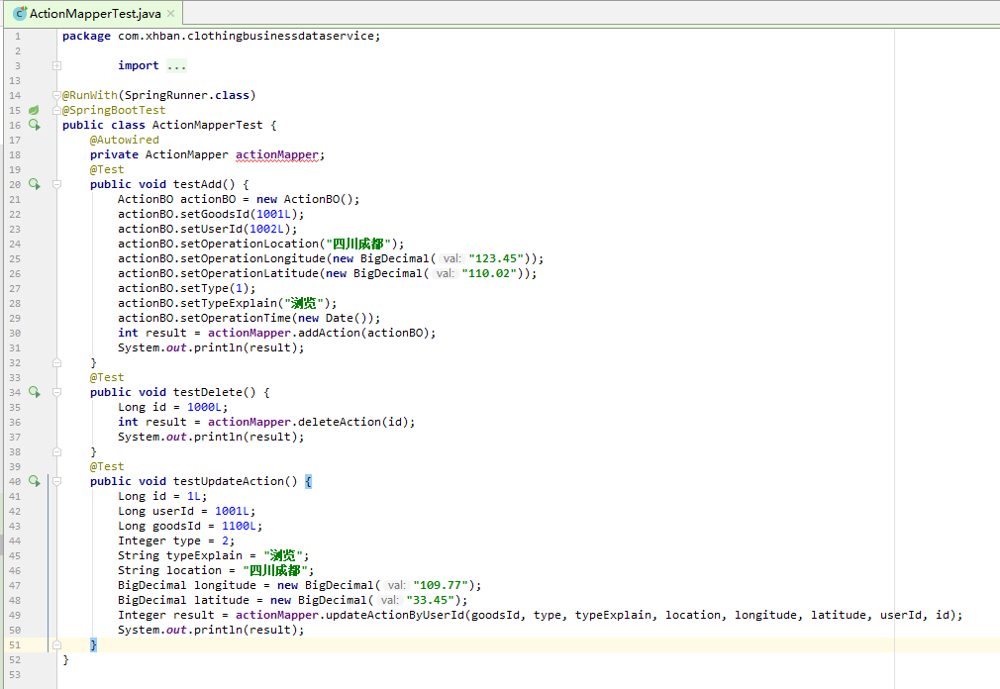 ActionMapperTest.java
1 package com.xhban.clothingbusinessdataservice;
2
3 import ...
13
14 @RunWith(SpringRunner.class)
15 @SpringBootTest
16 public class ActionMapperTest {
17 @Autowired
18 private ActionMapper actionMapper;
19 @Test
20 public void testAdd() {
21 ActionBO actionBO = new ActionBO();
22 actionBO.setGoodsId(1001L);
23 actionBO.setUserId(1002L);
24 actionBO.setOperationLocation("四川成都");
25 actionBO.setOperationLongitude(new BigDecimal( val: "123.45"));
26 actionBO.setOperationLatitude(new BigDecimal( val: "110.02"));
27 actionBO.setType(1);
28 actionBO.setTypeExplain("浏览");
29 actionBO.setOperationTime(new Date());
30 int result = actionMapper.addAction(actionBO);
31 System.out.println(result);
32 }
33 @Test
34 public void testDelete() {
35 Long id = 1000L;
36 int result = actionMapper.deleteAction(id);
37 System.out.println(result);
38 }
39 @Test
40 public void testUpdateAction() {
41 Long id = 1L;
42 Long userId = 1001L;
43 Long goodsId = 1100L;
44 Integer type = 2;
45 String typeExplain = "浏览";
46 String location = "四川成都";
47 BigDecimal longitude = new BigDecimal( val: "109.77");
48 BigDecimal latitude = new BigDecimal( val: "33.45");
49 Integer result = actionMapper.updateActionByUserId(goodsId, type, typeExplain, location, longitude, latitude, userId, id);
50 System.out.println(result);
51 }
52 }
53